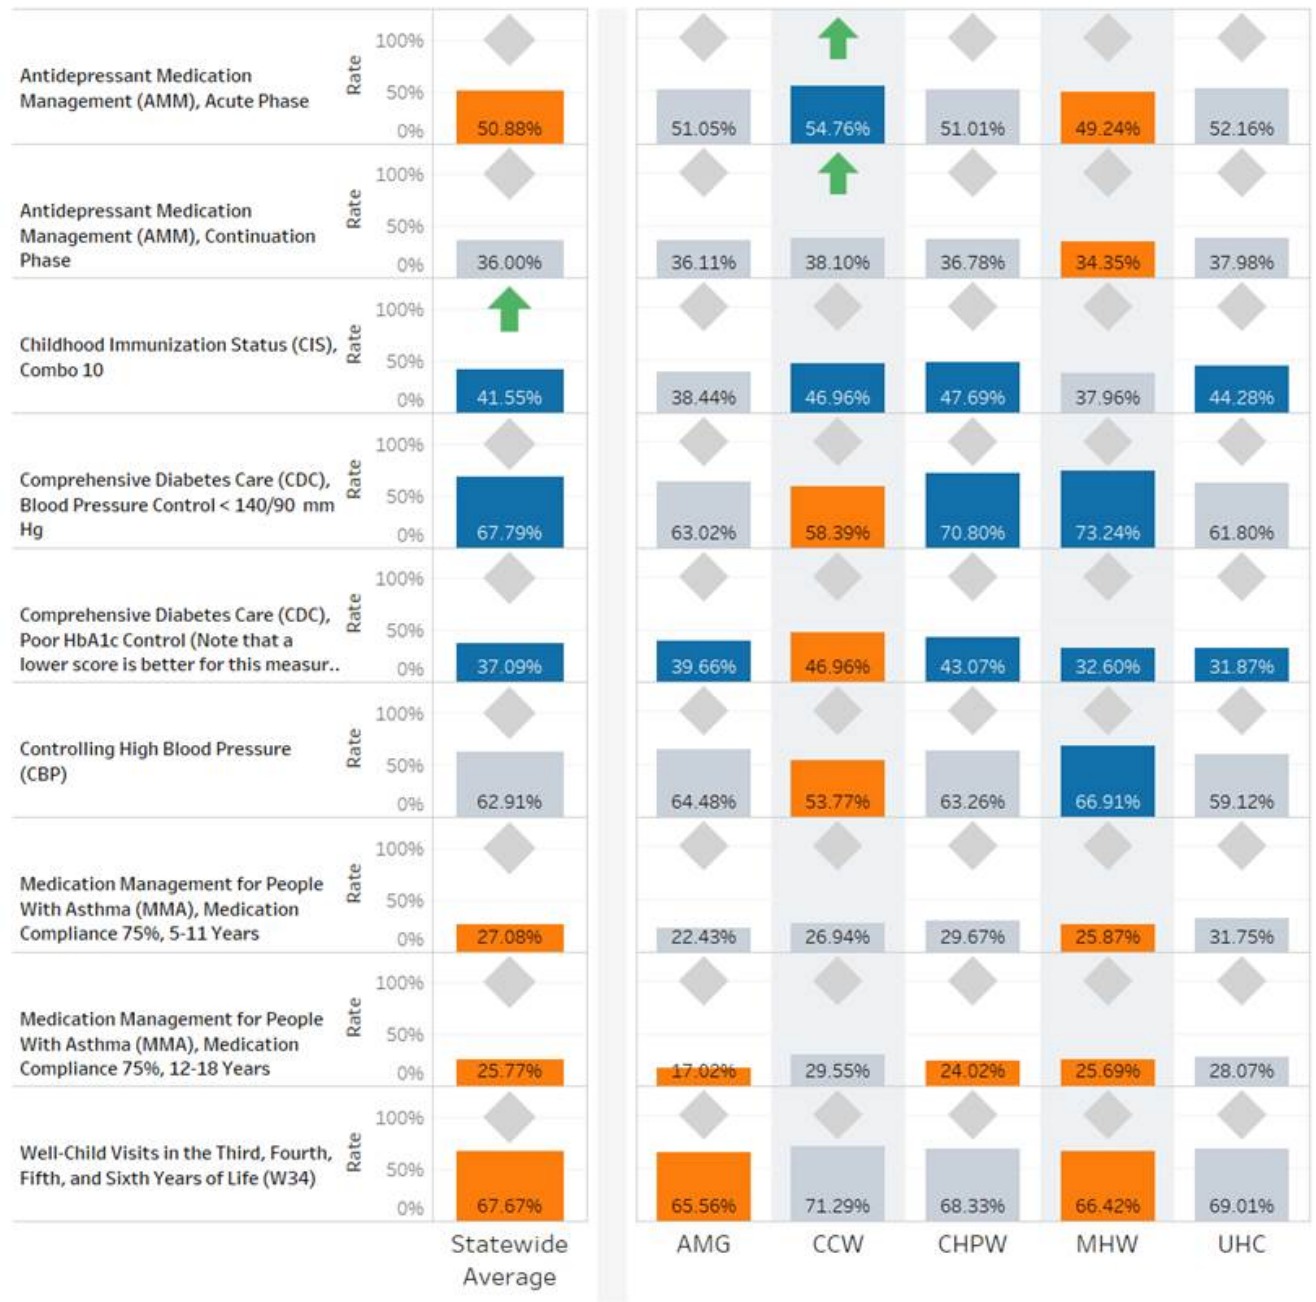 Antidepressant Medication
Management (AMM), Acute Phase
Rate
100%
50%
0%
50.88%
51.05%
54.76%
51.01%
49.24%
52.16%
Antidepressant Medication
Management (AMM), Continuation
Phase
Rate
100%
50%
0%
36.00%
36.11%
38.10%
36.78%
34.35%
37.98%
Childhood Immunization Status (CIS),
Combo 10
Rate
100%
50%
0%
41.55%
38.44%
46.96%
47.69%
37.96%
44.28%
Comprehensive Diabetes Care (CDC),
Blood Pressure Control < 140/90 mm
Hg
Rate
100%
50%
0%
67.79%
63.02%
58.39%
70.80%
73.24%
61.80%
Comprehensive Diabetes Care (CDC),
Poor HbA1c Control (Note that a
lower score is better for this measur..
Rate
100%
50%
0%
37.09%
39.66%
46.96%
43.07%
32.60%
31.87%
Controlling High Blood Pressure
(CBP)
Rate
100%
50%
0%
62.91%
64.48%
53.77%
63.26%
66.91%
59.12%
Medication Management for People
With Asthma (MMA), Medication
Compliance 75%, 5-11 Years
Rate
100%
50%
0%
27.08%
22.43%
26.94%
29.67%
25.87%
31.75%
Medication Management for People
With Asthma (MMA), Medication
Compliance 75%, 12-18 Years
Rate
100%
50%
0%
25.77%
17.02%
29.55%
24.02%
25.69%
28.07%
Well-Child Visits in the Third, Fourth,
Fifth, and Sixth Years of Life (W34)
Rate
100%
50%
0%
67.67%
65.56%
71.29%
68.33%
66.42%
69.01%
Statewide
Average
AMG
CCW
CHPW
MHW
UHC